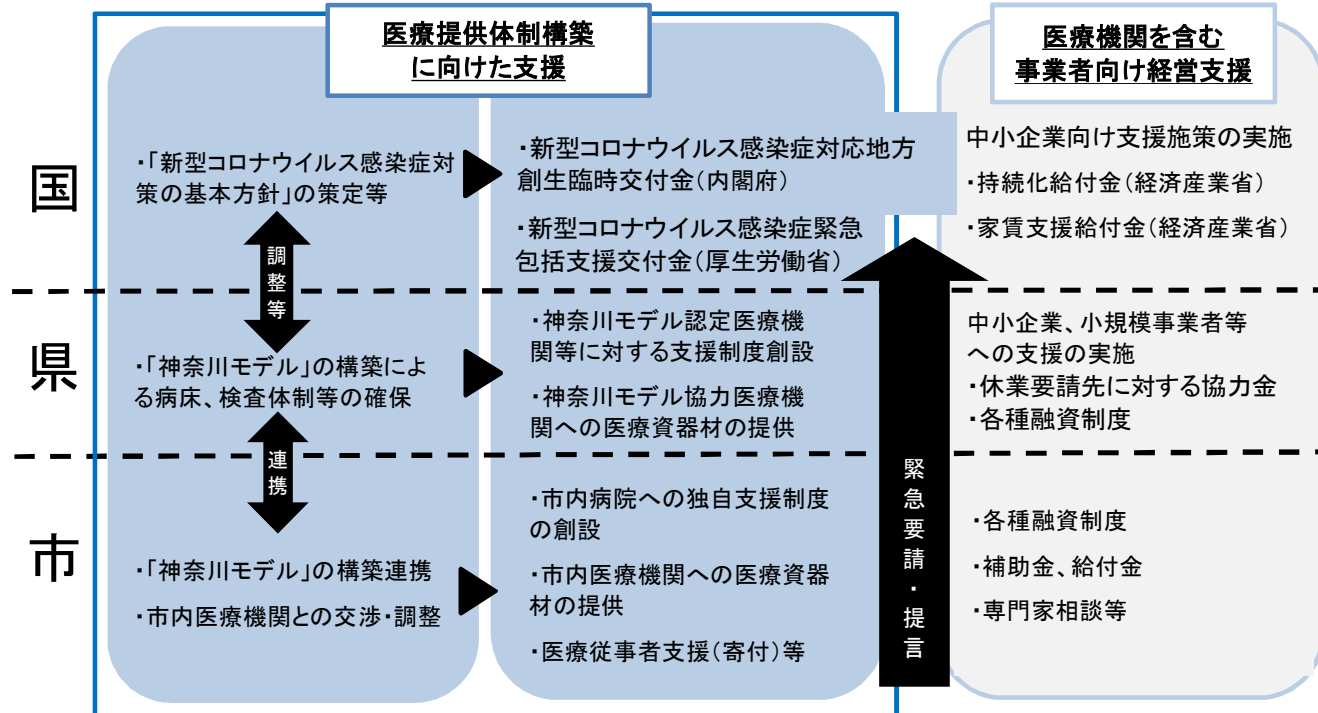 医療提供体制構築
に向けた支援
医療機関を含む
事業者向け経営支援
国
・「新型コロナウイルス感染症対
策の基本方針」の策定等
・新型コロナウイルス感染症対応地方
創生臨時交付金(内閣府)
・新型コロナウイルス感染症緊急
包括支援交付金(厚生労働省)
中小企業向け支援施策の実施
・持続化給付金(経済産業省)
・家賃支援給付金(経済産業省)
調整等
県
・「神奈川モデル」の構築によ
る病床、検査体制等の確保
・神奈川モデル認定医療機
関等に対する支援制度創設
・神奈川モデル協力医療機
関への医療資器材の提供
中小企業、小規模事業者等
への支援の実施
・休業要請先に対する協力金
・各種融資制度
連携
市
・「神奈川モデル」の構築連携
・市内医療機関との交渉・調整
・市内病院への独自支援制度
の創設
・市内医療機関への医療資器
材の提供
・医療従事者支援(寄付)等
緊急要請・提言
・各種融資制度
・補助金、給付金
・専門家相談等